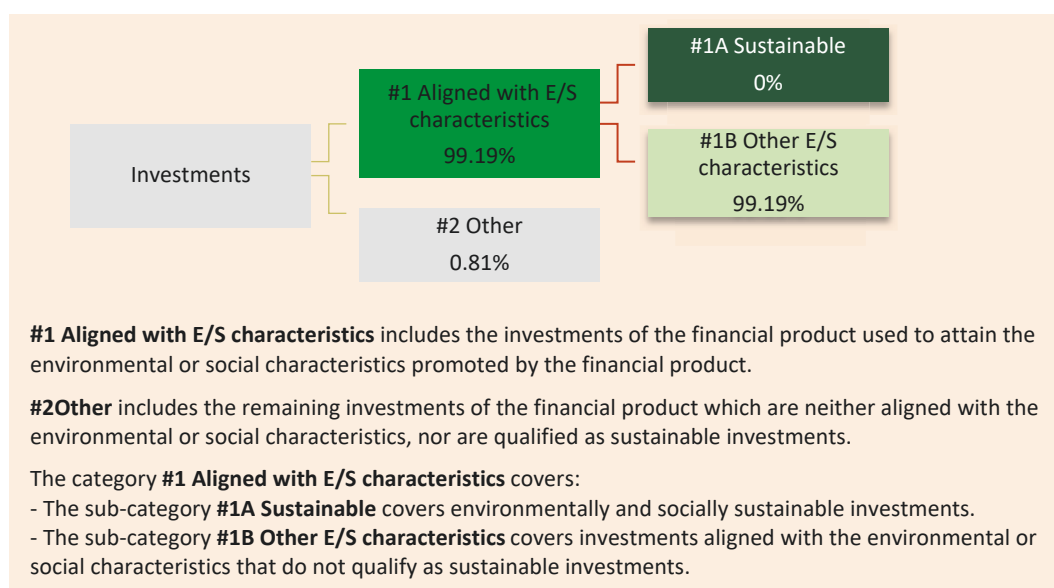 #1A Sustainable
0%
#1 Aligned with E/S
characteristics
99.19%
#1B Other E/S
characteristics
99.19%
Investments
#2 Other
0.81%
#1 Aligned with E/S characteristics includes the investments of the financial product used to attain the
environmental or social characteristics promoted by the financial product.
#2Other includes the remaining investments of the financial product which are neither aligned with the
environmental or social characteristics, nor are qualified as sustainable investments.
The category #1 Aligned with E/S characteristics covers:
- The sub-category #1A Sustainable covers environmentally and socially sustainable investments.
- The sub-category #1B Other E/S characteristics covers investments aligned with the environmental or
social characteristics that do not qualify as sustainable investments.